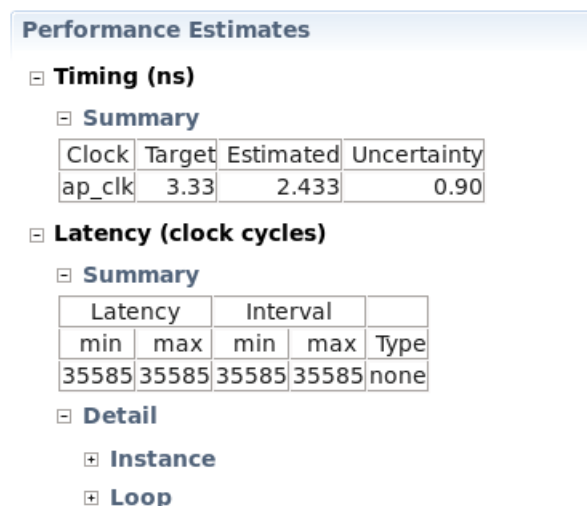 Performance Estimates
Timing (ns)
Summary
Clock Target Estimated Uncertainty
ap_clk 3.33 2.433 0.90
Latency (clock cycles)
Summary
Latency Interval
min max min max Type
35585 35585 35585 35585 none
Detail
Instance
Loop